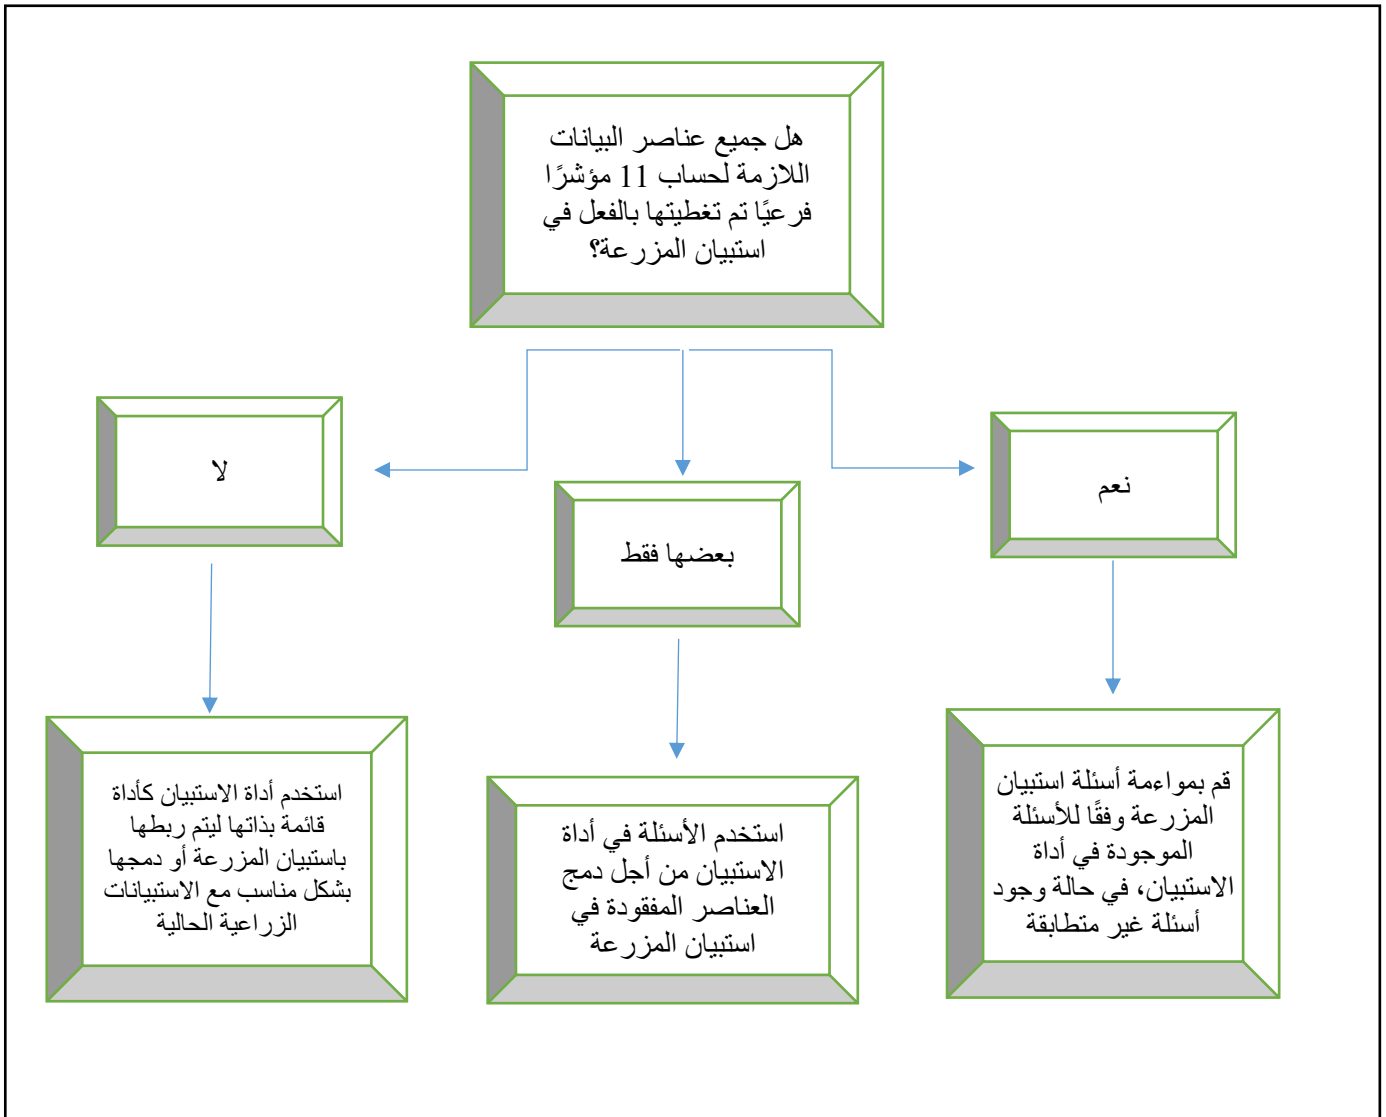 هل جميع عناصر البيانات
اللازمة لحساب 11 مؤشرًا
فرعيًا تم تغطيتها بالفعل في
استبيان المزرعة؟
نعم
بعضها فقط
لا
قم بمواءمة أسئلة استبيان
المزرعة وفقًا للأسئلة
الموجودة في أداة
الاستبيان، في حالة وجود
أسئلة غير متطابقة
استخدم الأسئلة في أداة
الاستبيان من أجل دمج
العناصر المفقودة في
استبيان المزرعة
استخدم أداة الاستبيان كأداة
قائمة بذاتها ليتم ربطها
باستبيان المزرعة أو دمجها
بشكل مناسب مع الاستبيانات
الزراعية الحالية